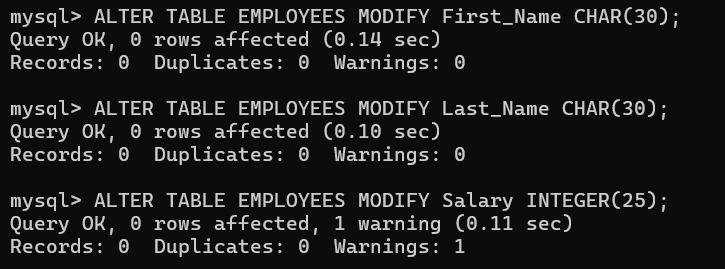 mysql> ALTER TABLE EMPLOYEES MODIFY First_Name CHAR(30);
Query OK, 0 rows affected (0.14 sec)
Records: 0  Duplicates: 0  Warnings: 0

mysql> ALTER TABLE EMPLOYEES MODIFY Last_Name CHAR(30);
Query OK, 0 rows affected (0.10 sec)
Records: 0  Duplicates: 0  Warnings: 0

mysql> ALTER TABLE EMPLOYEES MODIFY Salary INTEGER(25);
Query OK, 0 rows affected, 1 warning (0.11 sec)
Records: 0  Duplicates: 0  Warnings: 1